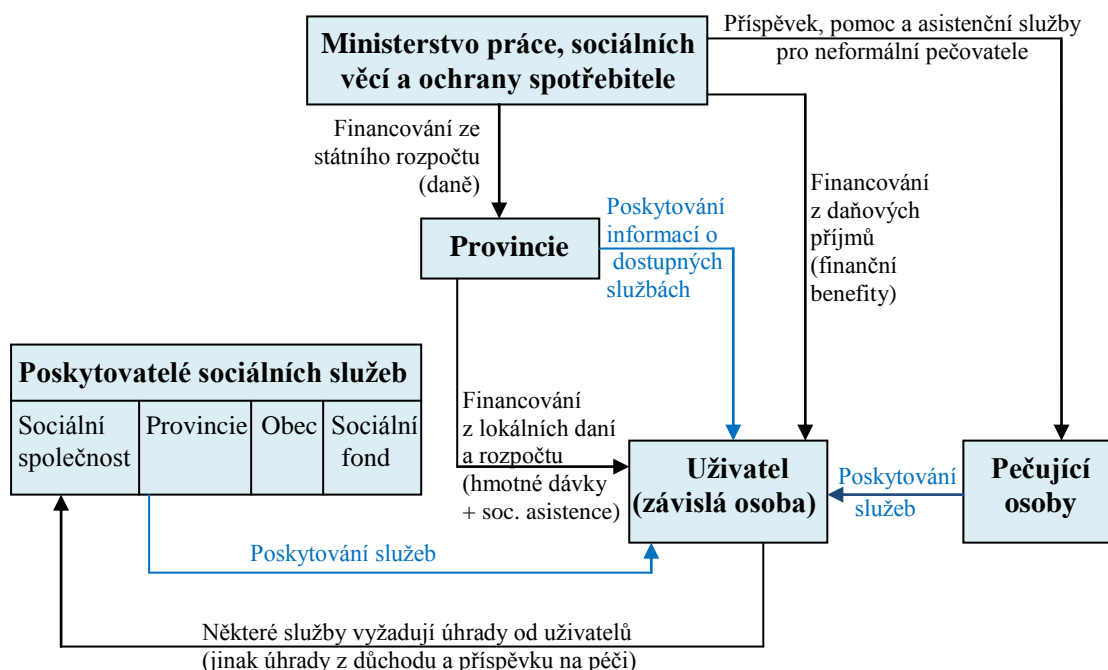 Ministerstvo práce, sociálních
věcí a ochrany spotřebitele
Příspěvek, pomoc a asistenční služby
pro neformální pečovatele
Financování ze
státního rozpočtu
(daně)
Financování
z daňových
příjmů
(finanční
benefity)
Provincie
Poskytování
informací o
dostupných
službách
Poskytovatelé sociálních služeb
Sociální
společnost
Provincie
Obec
Sociální
fond
Financování
z lokálních daní
a rozpočtu
(hmotné dávky
+ soc. asistence)
Uživatel
(závislá osoba)
Poskytování
služeb
Pečující
osoby
Poskytování služeb
Některé služby vyžadují úhrady od uživatelů
(jinak úhrady z důchodu a příspěvku na péči)